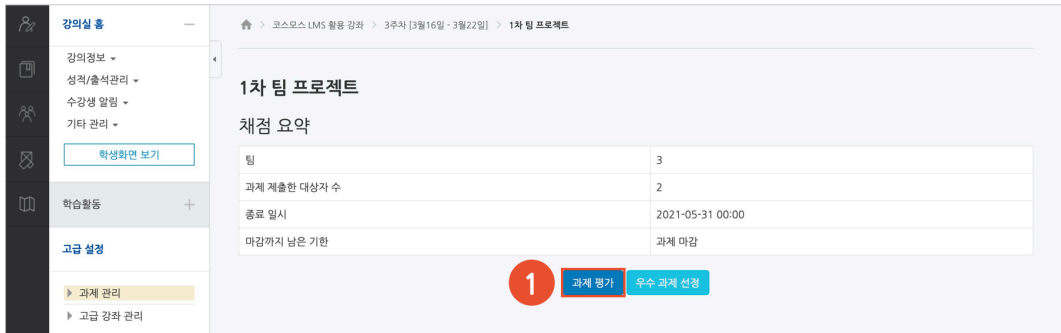 강의실 홈
강의정보
성적/출석관리
수강생 알림
기타 관리
학생화면 보기
학습활동
고급 설정
과제 관리
고급 강좌 관리
코스모스 LMS 활용 강좌 > 3주차 [3월16일 - 3월22일] > 1차 팀 프로젝트
1차 팀 프로젝트
채점 요약
팀 3
과제 제출한 대상자 수 2
종료 일시 2021-05-31 00:00
마감까지 남은 기한 과제 마감
1 과제 평가 우수 과제 선정